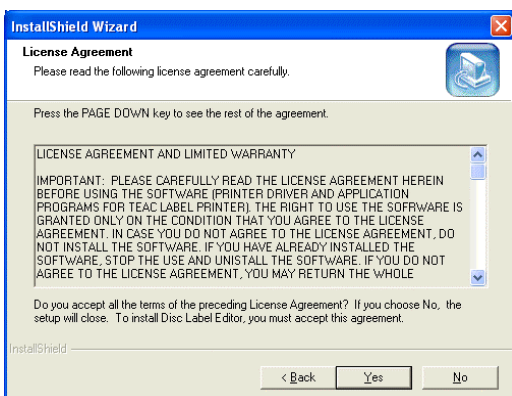 InstallShield Wizard
License Agreement
Please read the following license agreement carefully.
Press the PAGE DOWN key to see the rest of the agreement.
LICENSE AGREEMENT AND LIMITED WARRANTY
IMPORTANT: PLEASE CAREFULLY READ THE LICENSE AGREEMENT HEREIN
BEFORE USING THE SOFTWARE (PRINTER DRIVER AND APPLICATION
PROGRAMS FOR TEAC LABEL PRINTER). THE RIGHT TO USE THE SOFRWARE IS
GRANTED ONLY ON THE CONDITION THAT YOU AGREE TO THE LICENSE
AGREEMENT. IN CASE YOU DO NOT AGREE TO THE LICENSE AGREEMENT, DO
NOT INSTALL THE SOFTWARE. IF YOU HAVE ALREADY INSTALLED THE
SOFTWARE, STOP THE USE AND UNISTALL THE SOFTWARE. IF YOU DO NOT
AGREE TO THE LICENSE AGREEMENT, YOU MAY RETURN THE WHOLE
Do you accept all the terms of the preceding License Agreement? If you choose No, the
setup will close. To install Disc Label Editor, you must accept this agreement.
InstallShield
< Back Yes No